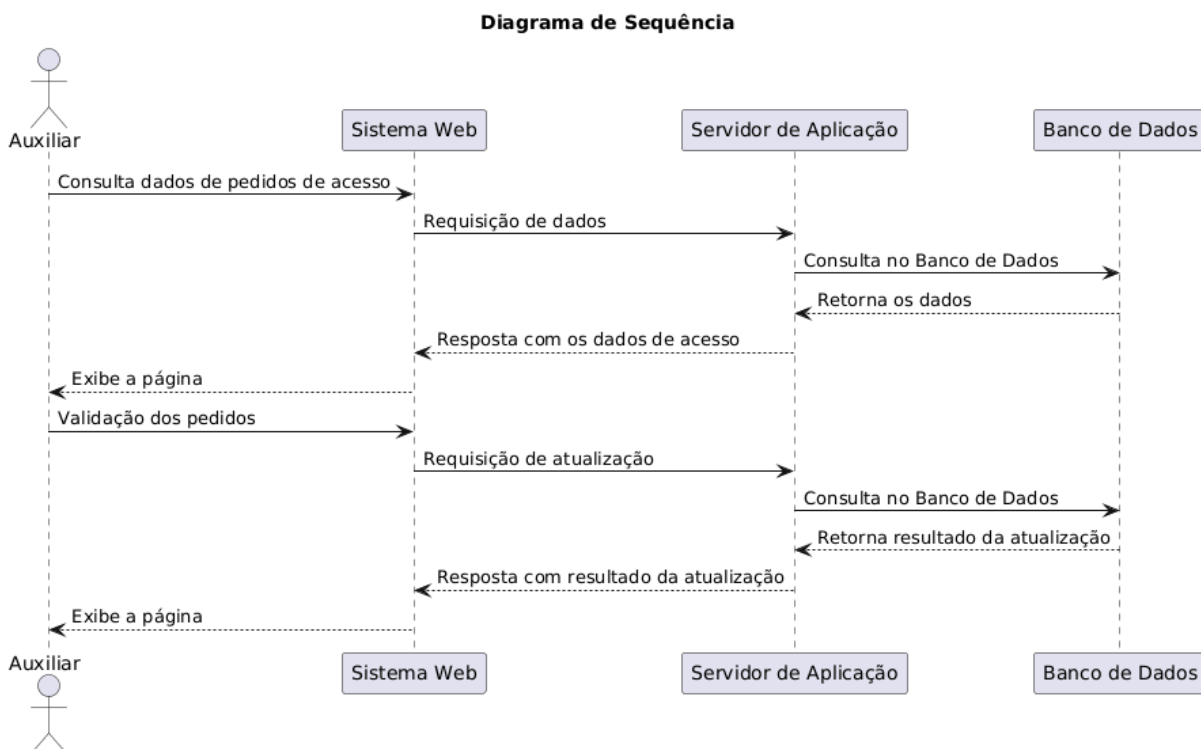 Diagrama de Sequência
Auxiliar
Sistema Web
Servidor de Aplicação
Banco de Dados
Consulta dados de pedidos de acesso
Requisição de dados
Consulta no Banco de Dados
Retorna os dados
Resposta com os dados de acesso
Exibe a página
Validação dos pedidos
Requisição de atualização
Consulta no Banco de Dados
Retorna resultado da atualização
Resposta com resultado da atualização
Exibe a página
Auxiliar
Sistema Web
Servidor de Aplicação
Banco de Dados